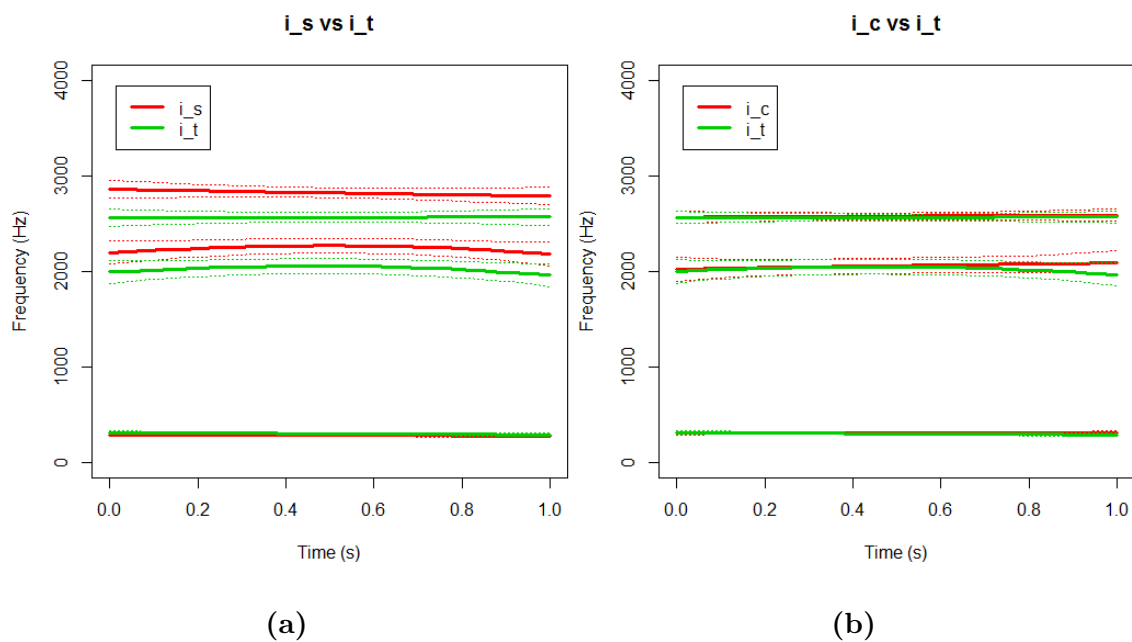 i_s vs i_t
i_s
i_t
Frequency (Hz)
0 1000 2000 3000 4000
0.0 0.2 0.4 0.6 0.8 1.0
Time (s)
(a)
i_c vs i_t
i_c
i_t
Frequency (Hz)
0 1000 2000 3000 4000
0.0 0.2 0.4 0.6 0.8 1.0
Time (s)
(b)